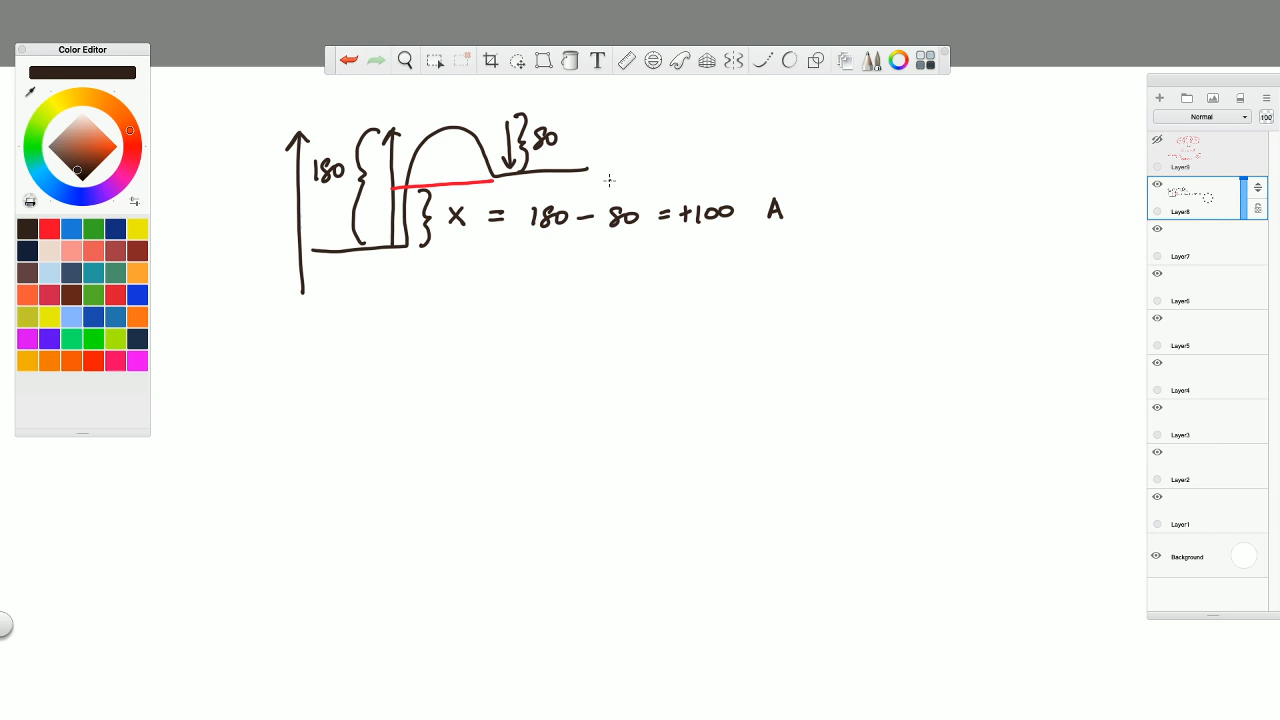 Color Editor
T
Normal
100
Layer9
Layer8
Layer7
Layer6
Layer5
Layer4
Layer3
Layer2
Layer1
Background
180
80
X = 180 - 80 = +100 A